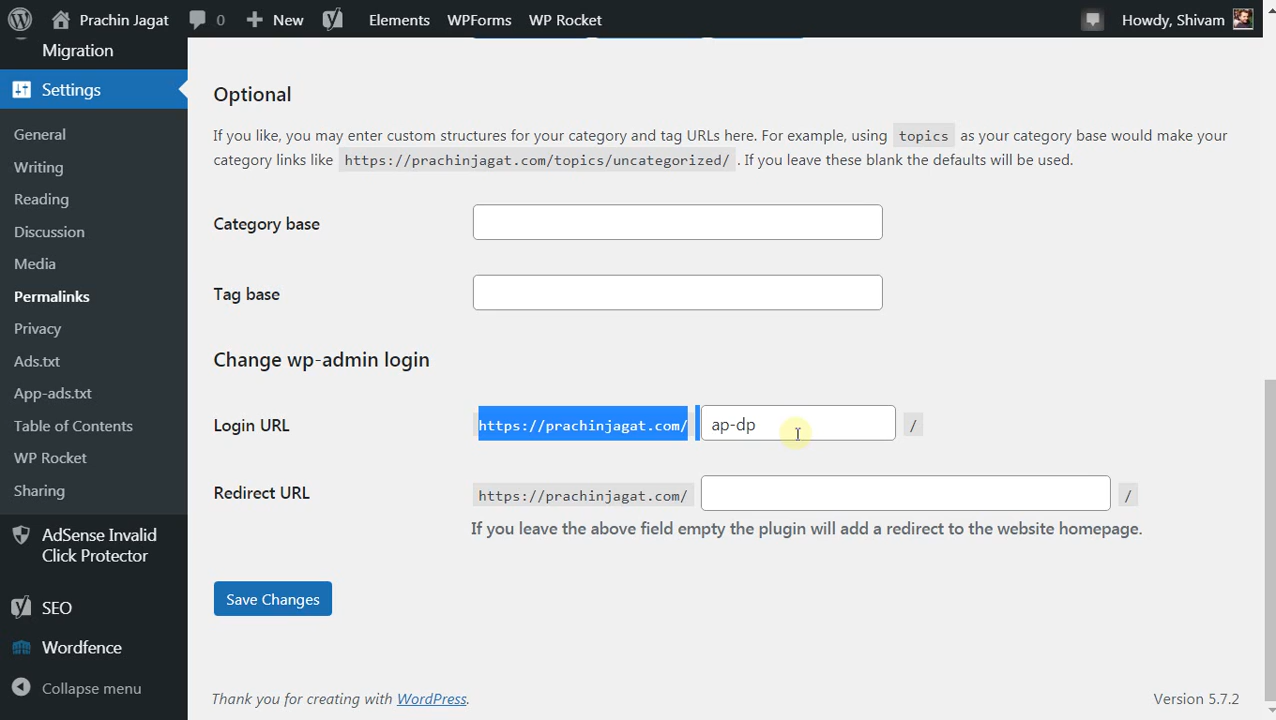 Prachin Jagat 0 New Elements WPForms WP Rocket Howdy, Shivam
Migration
Settings
General
Writing
Reading
Discussion
Media
Permalinks
Privacy
Ads.txt
App-ads.txt
Table of Contents
WP Rocket
Sharing
AdSense Invalid
Click Protector
SEO
Wordfence
Collapse menu
Optional
If you like, you may enter custom structures for your category and tag URLs here. For example, using topics as your category base would make your
category links like https://prachinjagat.com/topics/uncategorized/ . If you leave these blank the defaults will be used.
Category base
Tag base
Change wp-admin login
Login URL https://prachinjagat.com/ ap-dp /
Redirect URL https://prachinjagat.com/ /
If you leave the above field empty the plugin will add a redirect to the website homepage.
Save Changes
Thank you for creating with WordPress. Version 5.7.2